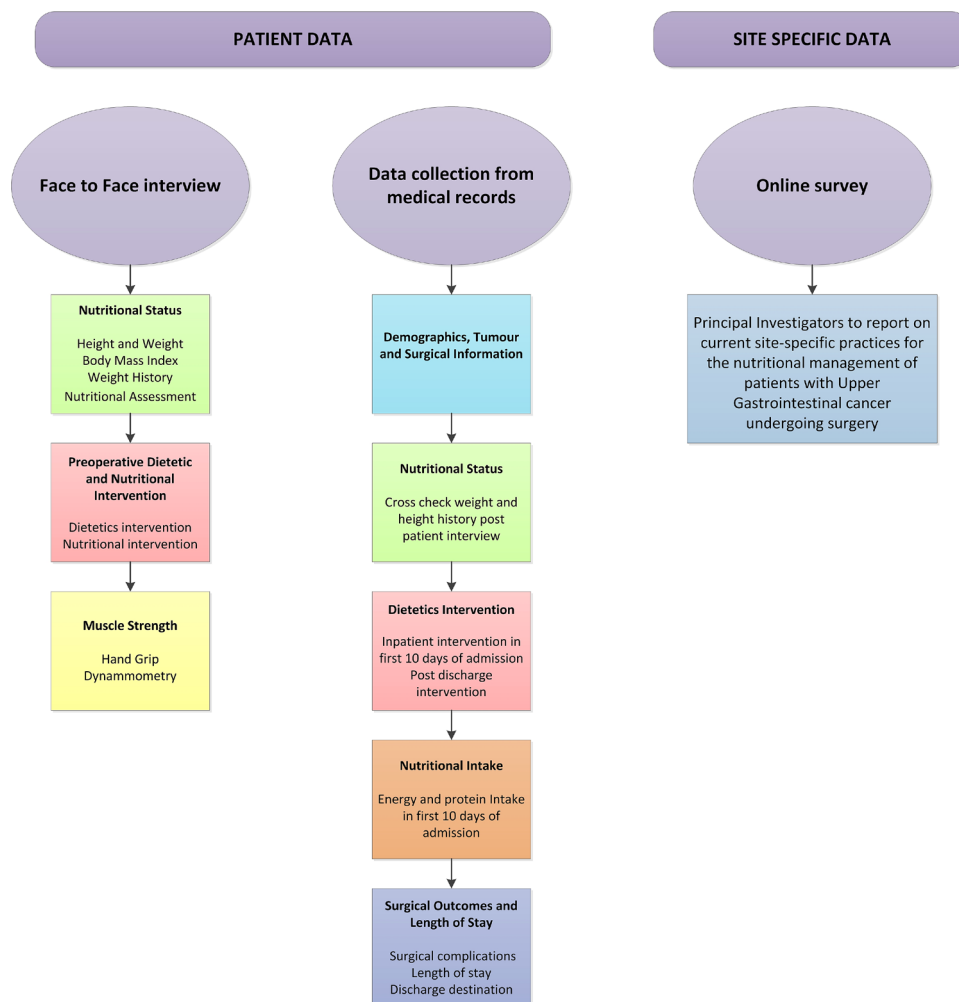 PATIENT DATA
SITE SPECIFIC DATA
Face to Face interview
Data collection from
medical records
Online survey
Nutritional Status
Height and Weight
Body Mass Index
Weight History
Nutritional Assessment
Preoperative Dietetic
and Nutritional
Intervention
Dietetics intervention
Nutritional intervention
Muscle Strength
Hand Grip
Dynammometry
Demographics, Tumour
and Surgical Information
Nutritional Status
Cross check weight and
height history post
patient interview
Dietetics Intervention
Inpatient intervention in
first 10 days of admission
Post discharge
intervention
Nutritional Intake
Energy and protein Intake
in first 10 days of
admission
Surgical Outcomes and
Length of Stay
Surgical complications
Length of stay
Discharge destination
Principal Investigators to report on
current site-specific practices for
the nutritional management of
patients with Upper
Gastrointestinal cancer
undergoing surgery